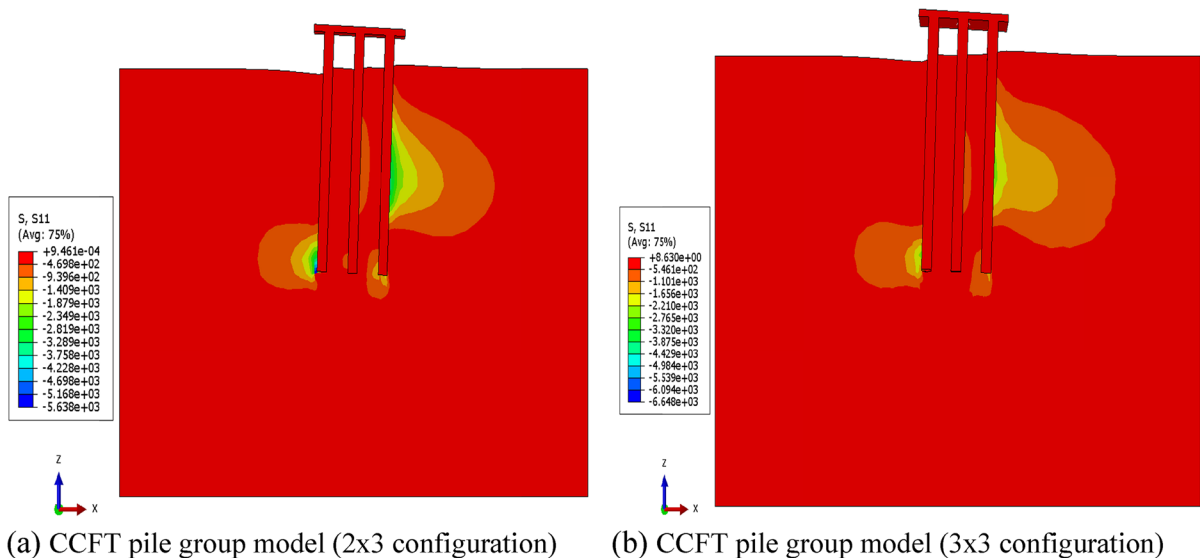 S, S11
(Avg: 75%)
+9.461e-04
-4.698e+02
-9.396e+02
-1.409e+03
-1.879e+03
-2.349e+03
-2.819e+03
-3.289e+03
-3.758e+03
-4.228e+03
-4.698e+03
-5.168e+03
-5.638e+03
Z
X
(a) CCFT pile group model (2x3 configuration)
S, S11
(Avg: 75%)
+8.630e+00
-5.461e+02
-1.101e+03
-1.656e+03
-2.210e+03
-2.765e+03
-3.320e+03
-3.875e+03
-4.429e+03
-4.984e+03
-5.539e+03
-6.094e+03
-6.648e+03
Z
X
(b) CCFT pile group model (3x3 configuration)